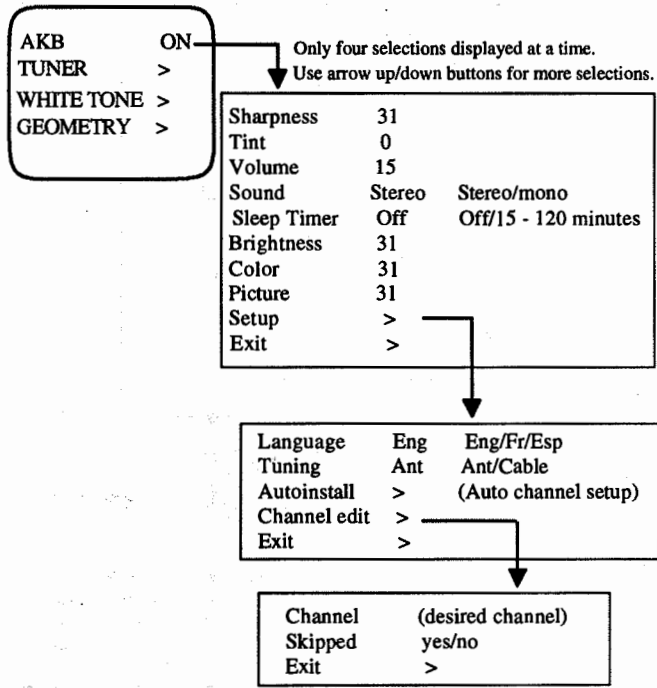 AKB ON
TUNER >
WHITE TONE >
GEOMETRY >
Only four selections displayed at a time.
Use arrow up/down buttons for more selections.
Sharpness 31
Tint 0
Volume 15
Sound Stereo Stereo/mono
Sleep Timer Off Off/15 - 120 minutes
Brightness 31
Color 31
Picture 31
Setup >
Exit >
Language Eng Eng/Fr/Esp
Tuning Ant Ant/Cable
Autoinstall > (Auto channel setup)
Channel edit >
Exit >
Channel (desired channel)
Skipped yes/no
Exit >